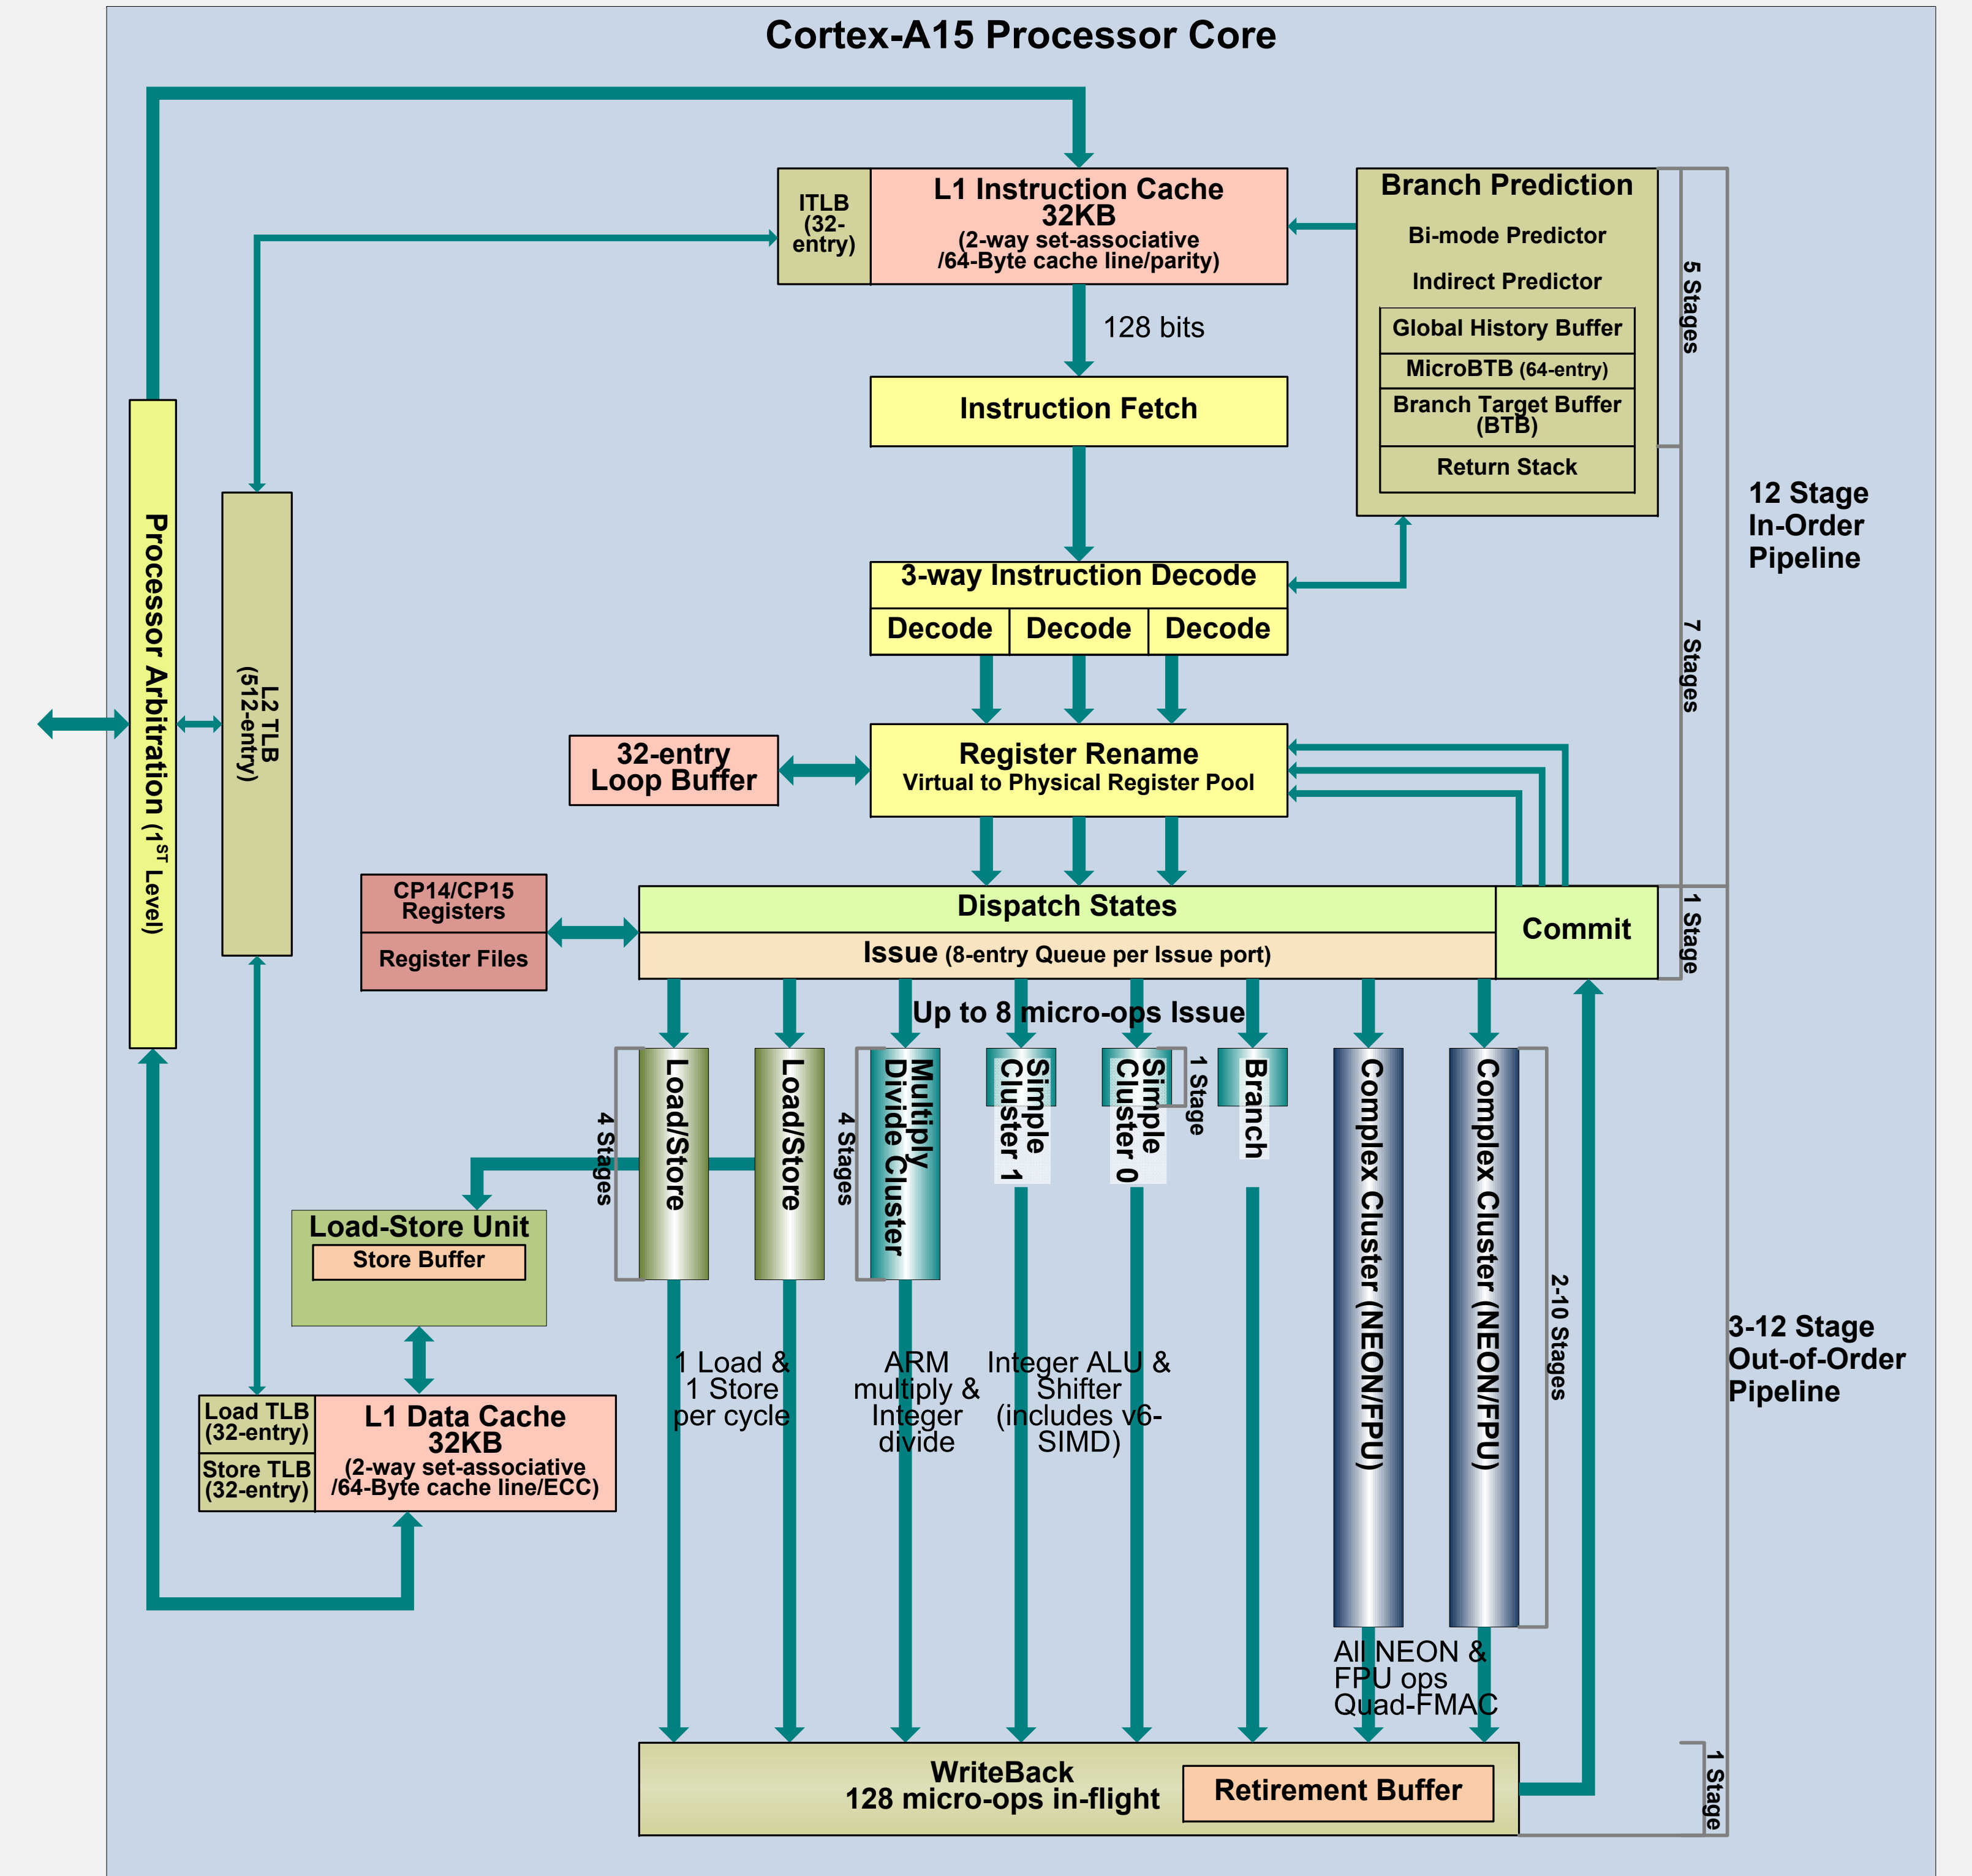 Cortex-A15 Processor Core
ITLB
(32-
entry)
L1 Instruction Cache
32KB
(2-way set-associative
/64-Byte cache line/parity)
Branch Prediction
Bi-mode Predictor
Indirect Predictor
Global History Buffer
MicroBTB (64-entry)
Branch Target Buffer
(BTB)
Return Stack
5 Stages
128 bits
Instruction Fetch
12 Stage
In-Order
Pipeline
3-way Instruction Decode
Decode
Decode
Decode
7 Stages
Processor Arbitration (1ST Level)
L2 TLB
(512-entry)
32-entry
Loop Buffer
Register Rename
Virtual to Physical Register Pool
CP14/CP15
Registers
Register Files
Dispatch States
Issue (8-entry Queue per Issue port)
Commit
1 Stage
Up to 8 micro-ops Issue
4 Stages
Load/Store
Load/Store
4 Stages
Multiply
Divide Cluster
Simple
Cluster 1
Simple
Cluster 0
1 Stage
Branch
Complex Cluster (NEON/FPU)
Complex Cluster (NEON/FPU)
2-10 Stages
Load-Store Unit
Store Buffer
3-12 Stage
Out-of-Order
Pipeline
1 Load &
1 Store
per cycle
ARM
multiply &
Integer
divide
Integer ALU &
Shifter
(includes v6-
SIMD)
Load TLB
(32-entry)
Store TLB
(32-entry)
L1 Data Cache
32KB
(2-way set-associative
/64-Byte cache line/ECC)
All NEON &
FPU ops
Quad-FMAC
WriteBack
128 micro-ops in-flight
Retirement Buffer
1 Stage